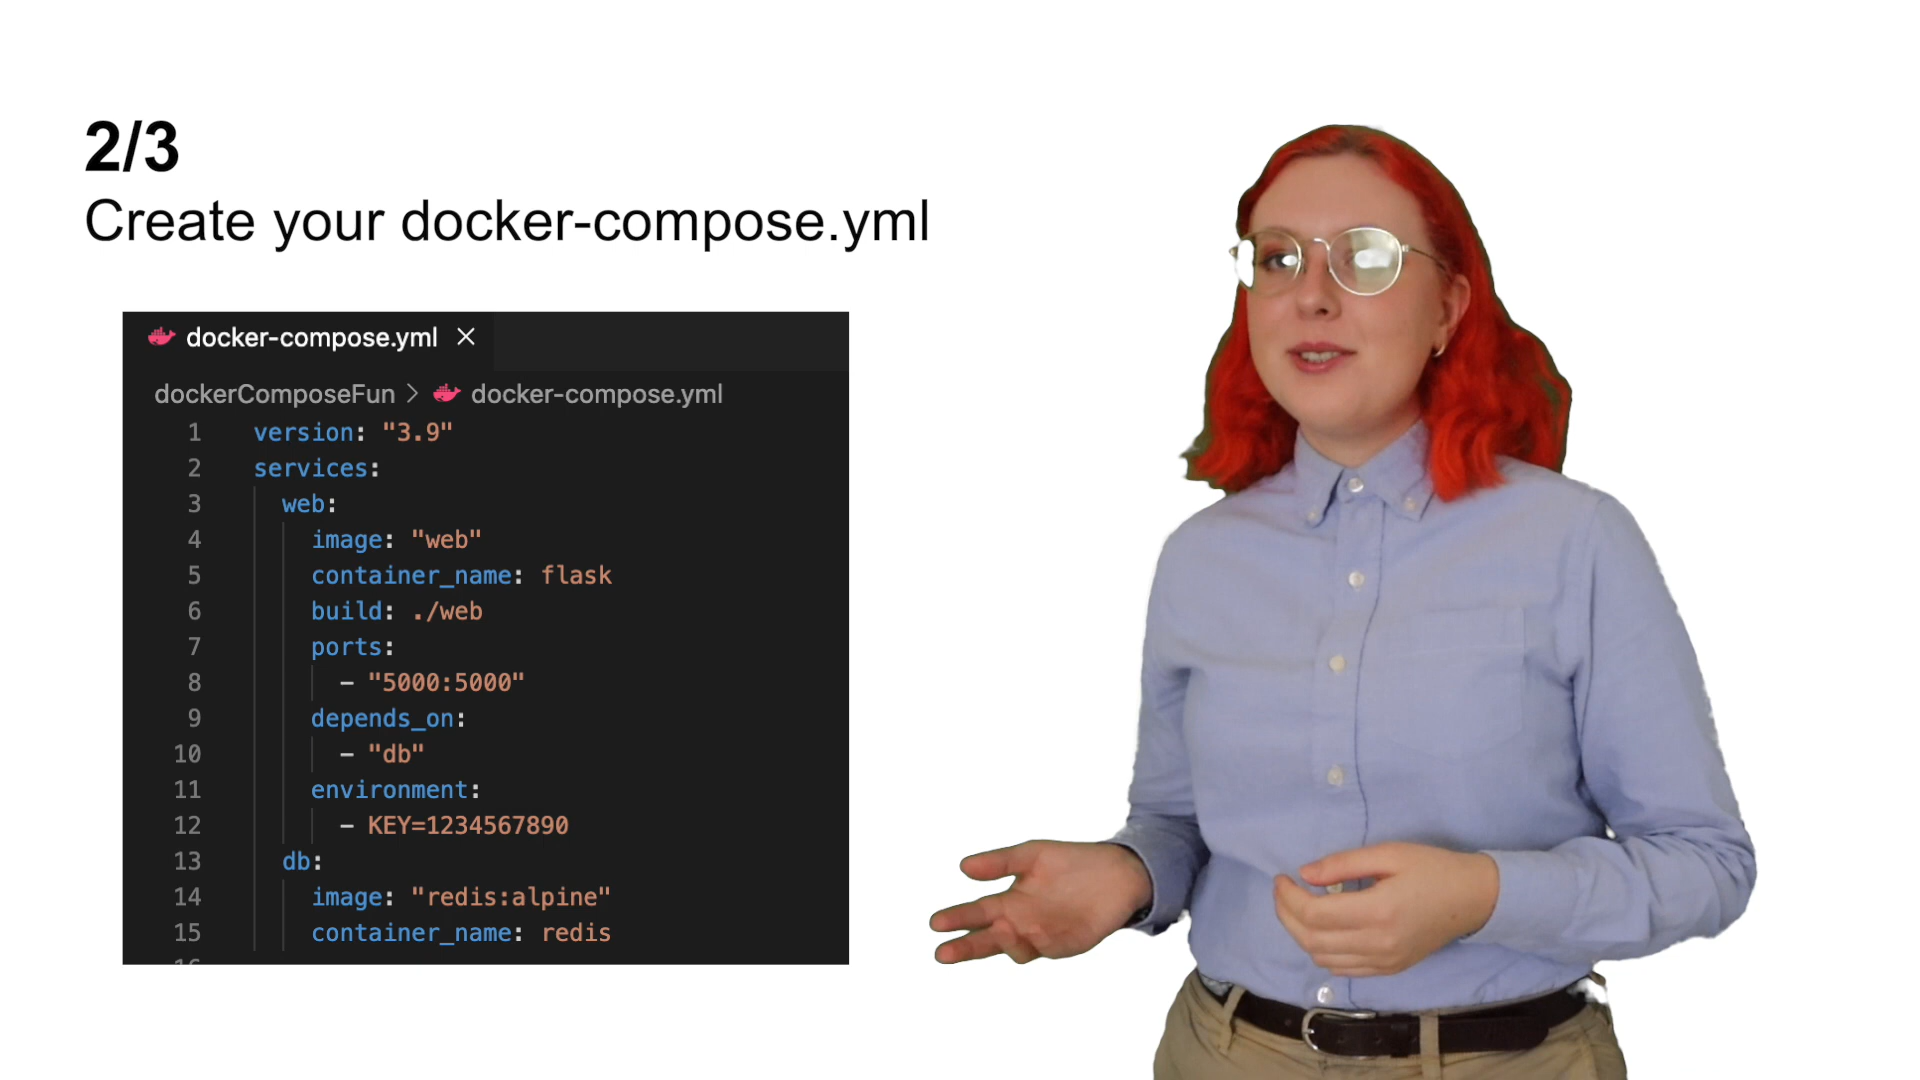 2/3
Create your docker-compose.yml
docker-compose.yml ×
dockerComposeFun > docker-compose.yml
1 version: "3.9"
2 services:
3 web:
4 image: "web"
5 container_name: flask
6 build: ./web
7 ports:
8 - "5000:5000"
9 depends_on:
10 - "db"
11 environment:
12 - KEY=1234567890
13 db:
14 image: "redis:alpine"
15 container_name: redis